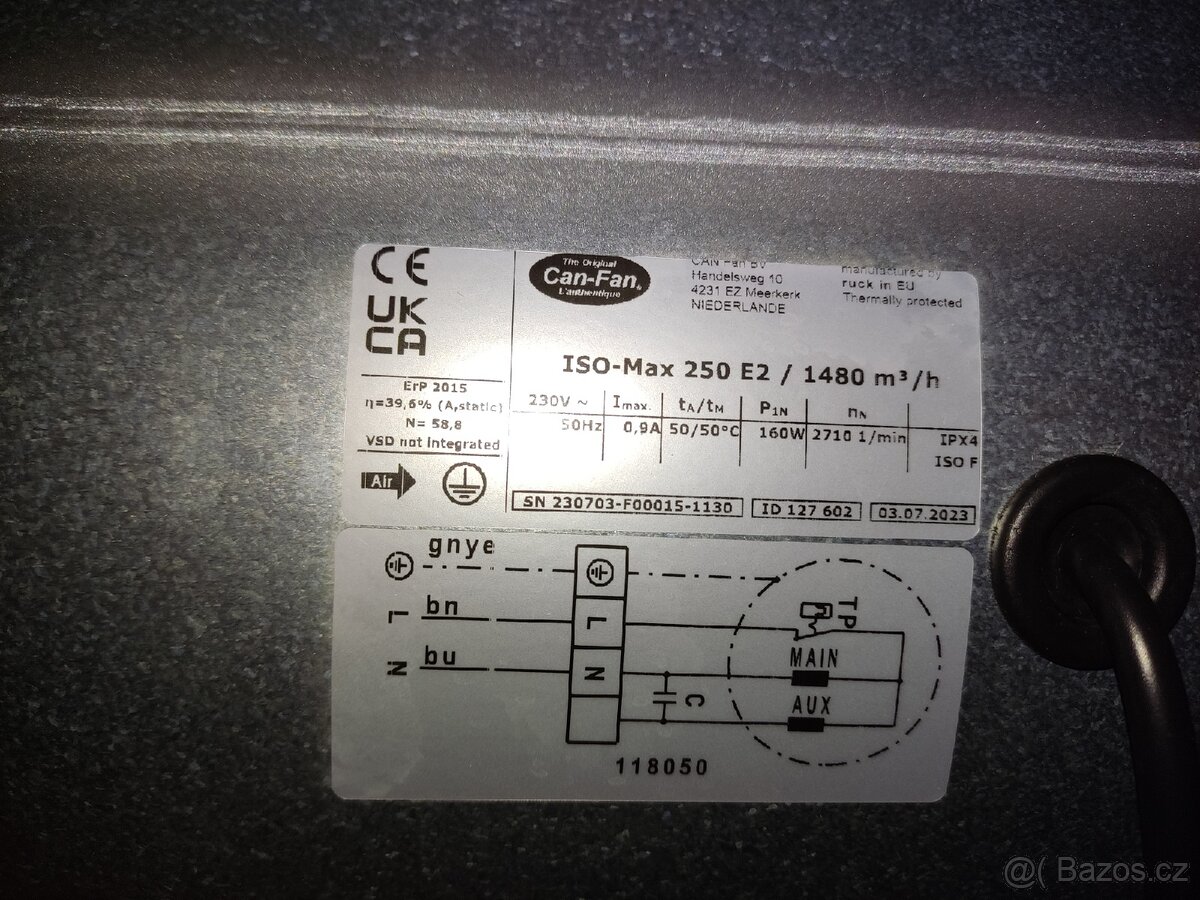 CE
UK
CA
ErP 2015
η=39,6% (A,static)
N= 58,8
VSD not integrated
Air
The Original
Can-Fan®
L'authentique
CAN Fan BV
Handelsweg 10
4231 EZ Meerkerk
NIEDERLANDE
manufactured by
ruck in EU
Thermally protected
ISO-Max 250 E2 / 1480 m³/h
230V ~ Imax. tA/tM P1N nN
50Hz 0,9A 50/50°C 160W 2710 1/min IPX4
ISO F
SN 230703-F00015-1130 ID 127 602 03.07.2023
gnye
L bn L TP
MAIN
N bu N
C AUX
118050
@( Bazos.cz